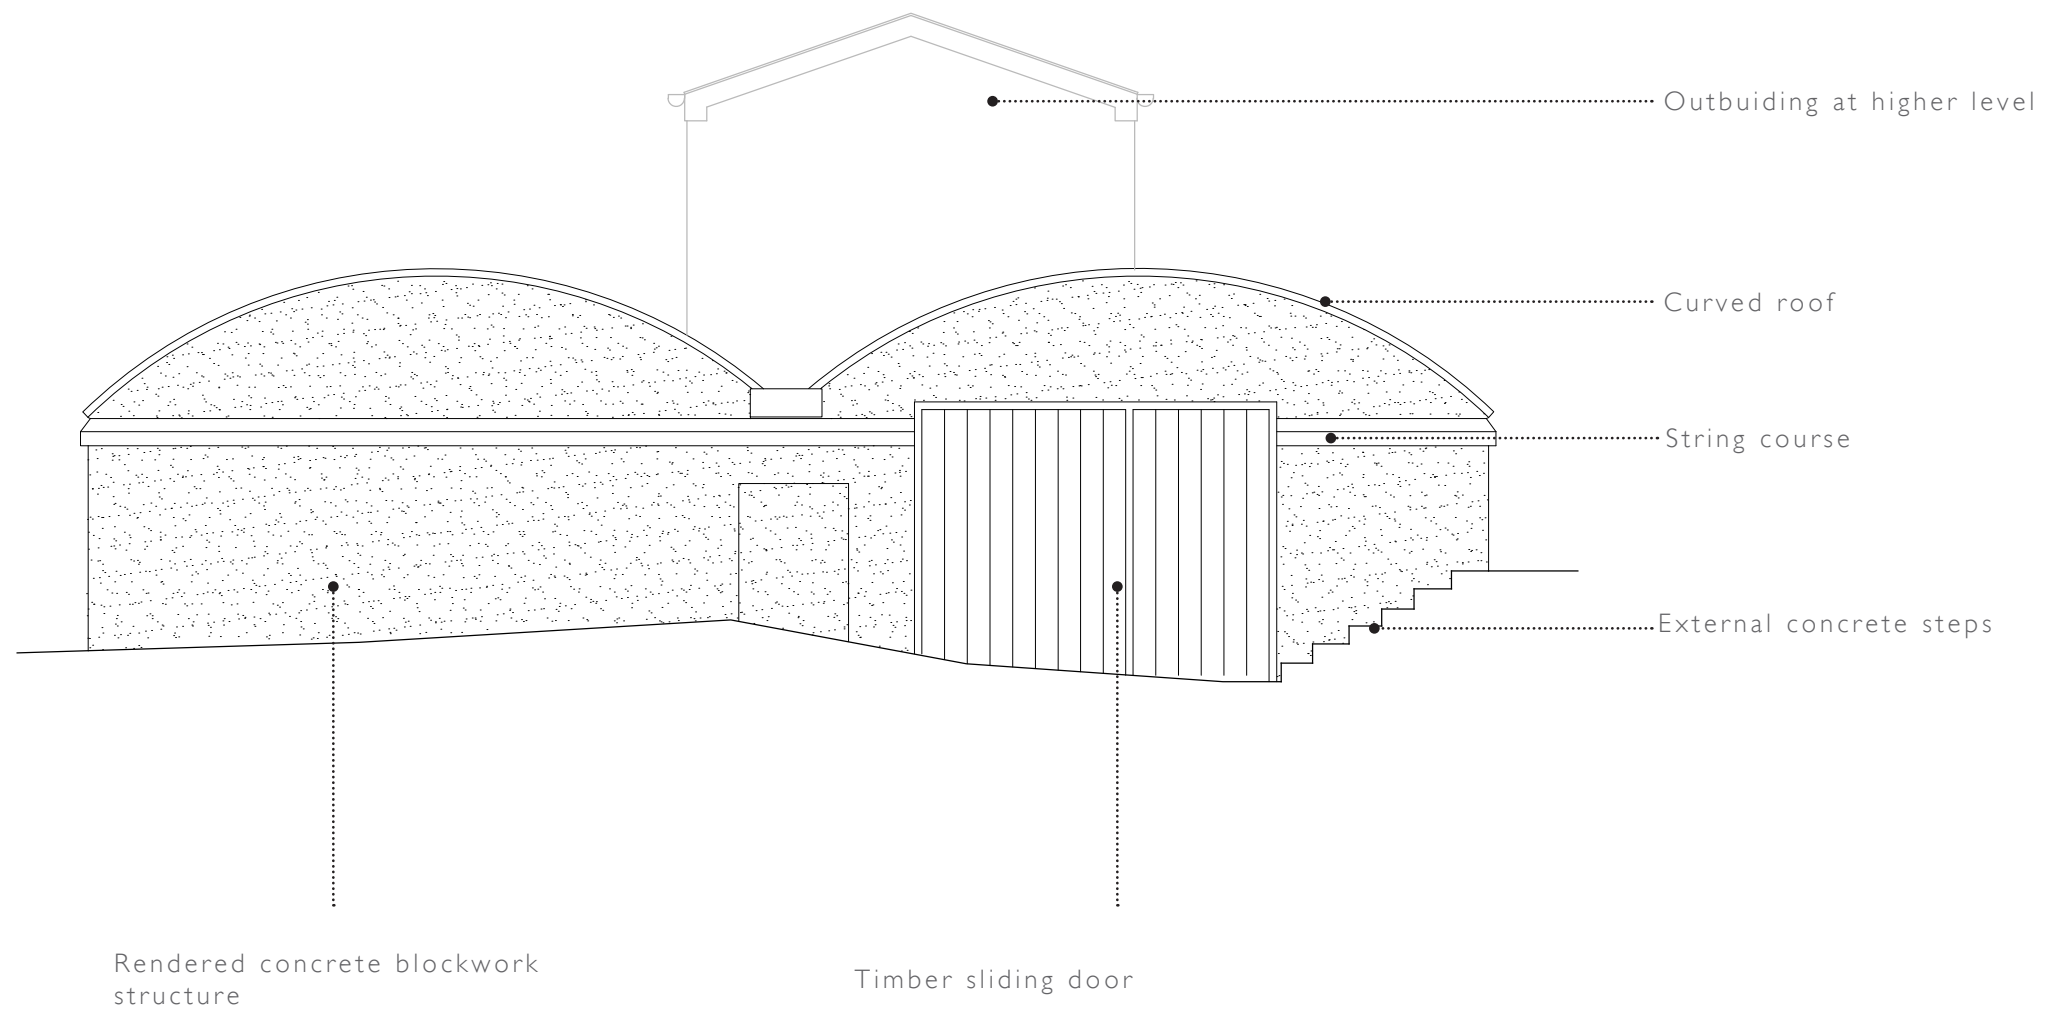 Outbuiding at higher level
Curved roof
String course
External concrete steps
Rendered concrete blockwork
structure
Timber sliding door